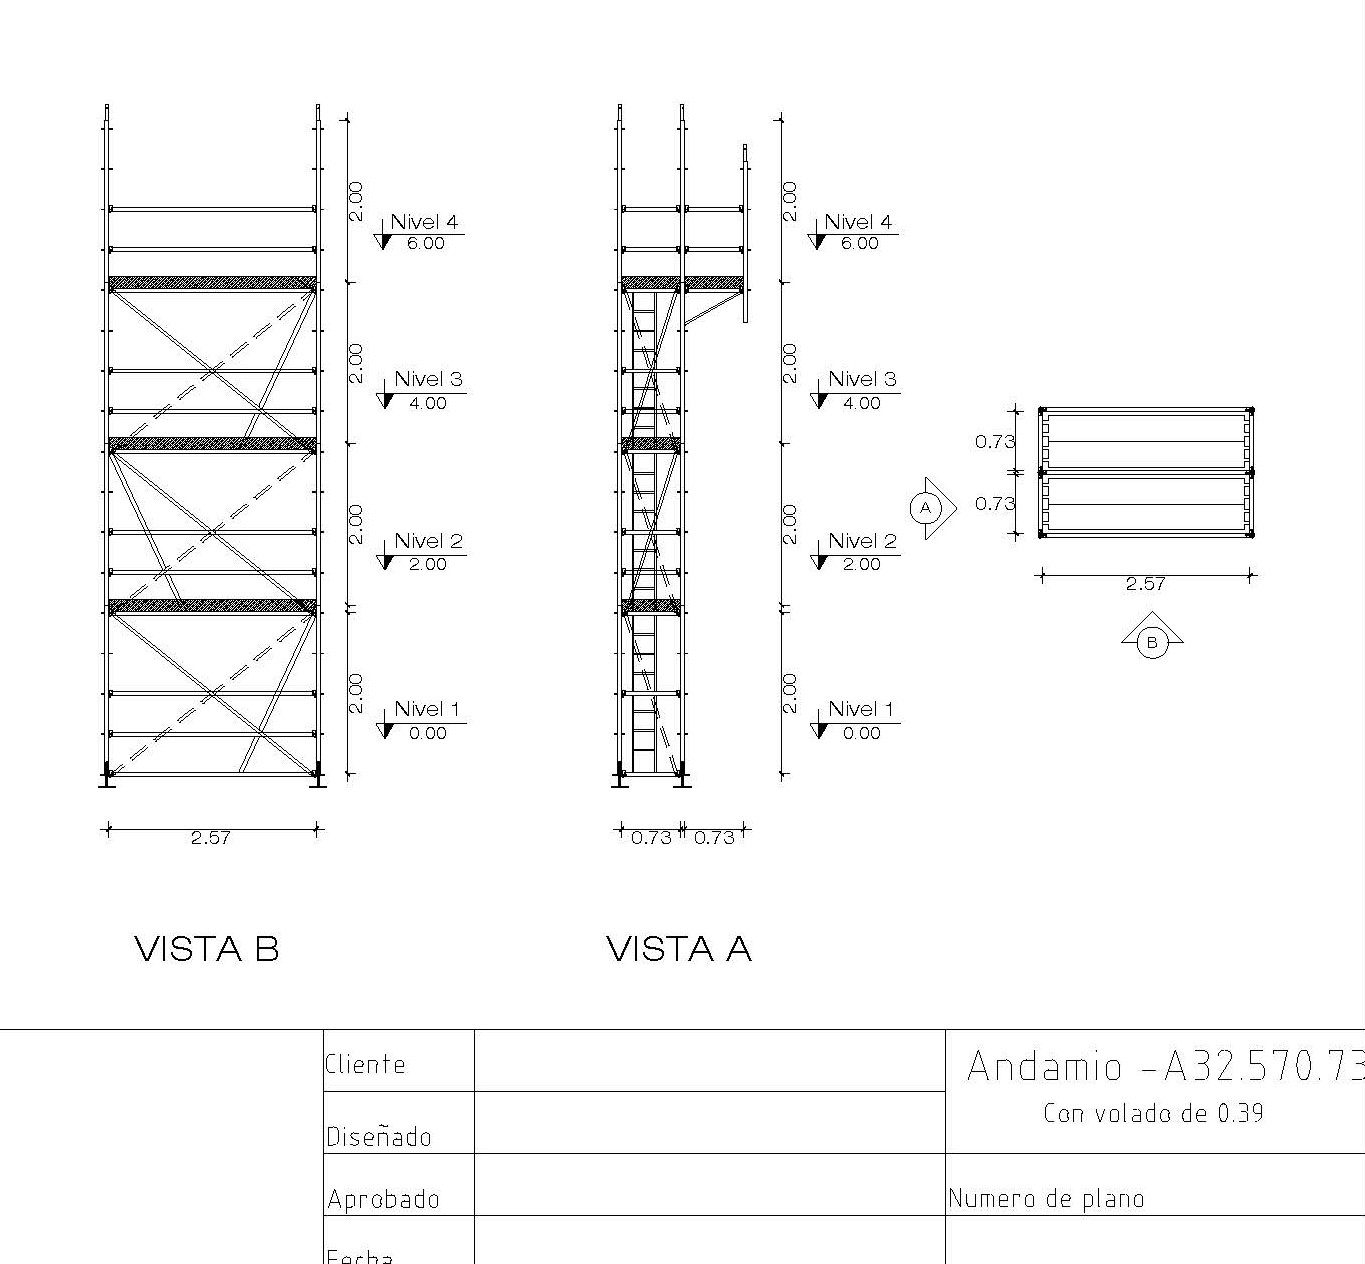 2.00
Nivel 4
6.00
2.00
Nivel 3
4.00
2.00
Nivel 2
2.00
2.00
Nivel 1
0.00
2.57
VISTA B
2.00
Nivel 4
6.00
2.00
Nivel 3
4.00
2.00
Nivel 2
2.00
2.00
Nivel 1
0.00
0.73 0.73
VISTA A
0.73
0.73
A
2.57
B
Cliente
Diseñado
Aprobado
Fecha
Andamio -A32.570.73
Con volado de 0.39
Numero de plano